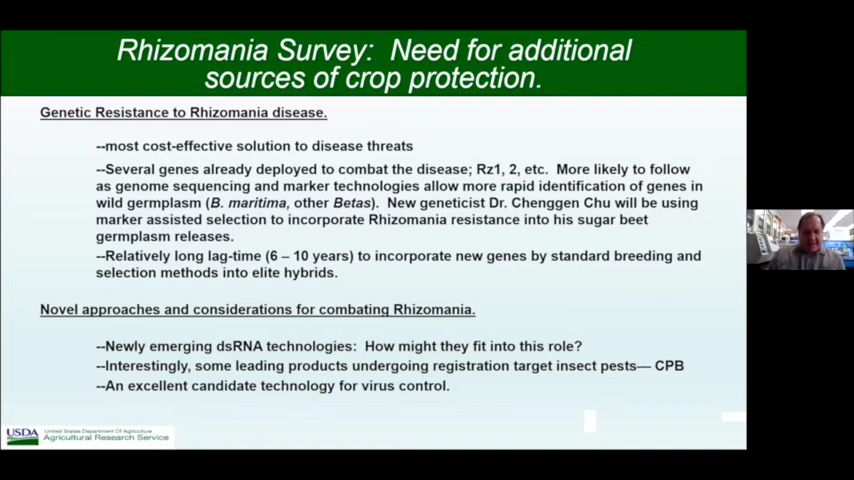 Rhizomania Survey:  Need for additional
sources of crop protection.
Genetic Resistance to Rhizomania disease.
--most cost-effective solution to disease threats
--Several genes already deployed to combat the disease; Rz1, 2, etc.  More likely to follow
as genome sequencing and marker technologies allow more rapid identification of genes in
wild germplasm (B. maritima, other Betas).  New geneticist Dr. Chenggen Chu will be using
marker assisted selection to incorporate Rhizomania resistance into his sugar beet
germplasm releases.
--Relatively long lag-time (6 – 10 years) to incorporate new genes by standard breeding and
selection methods into elite hybrids.
Novel approaches and considerations for combating Rhizomania.
--Newly emerging dsRNA technologies:  How might they fit into this role?
--Interestingly, some leading products undergoing registration target insect pests— CPB
--An excellent candidate technology for virus control.
USDA
United States Department Of Agriculture
Agricultural Research Service